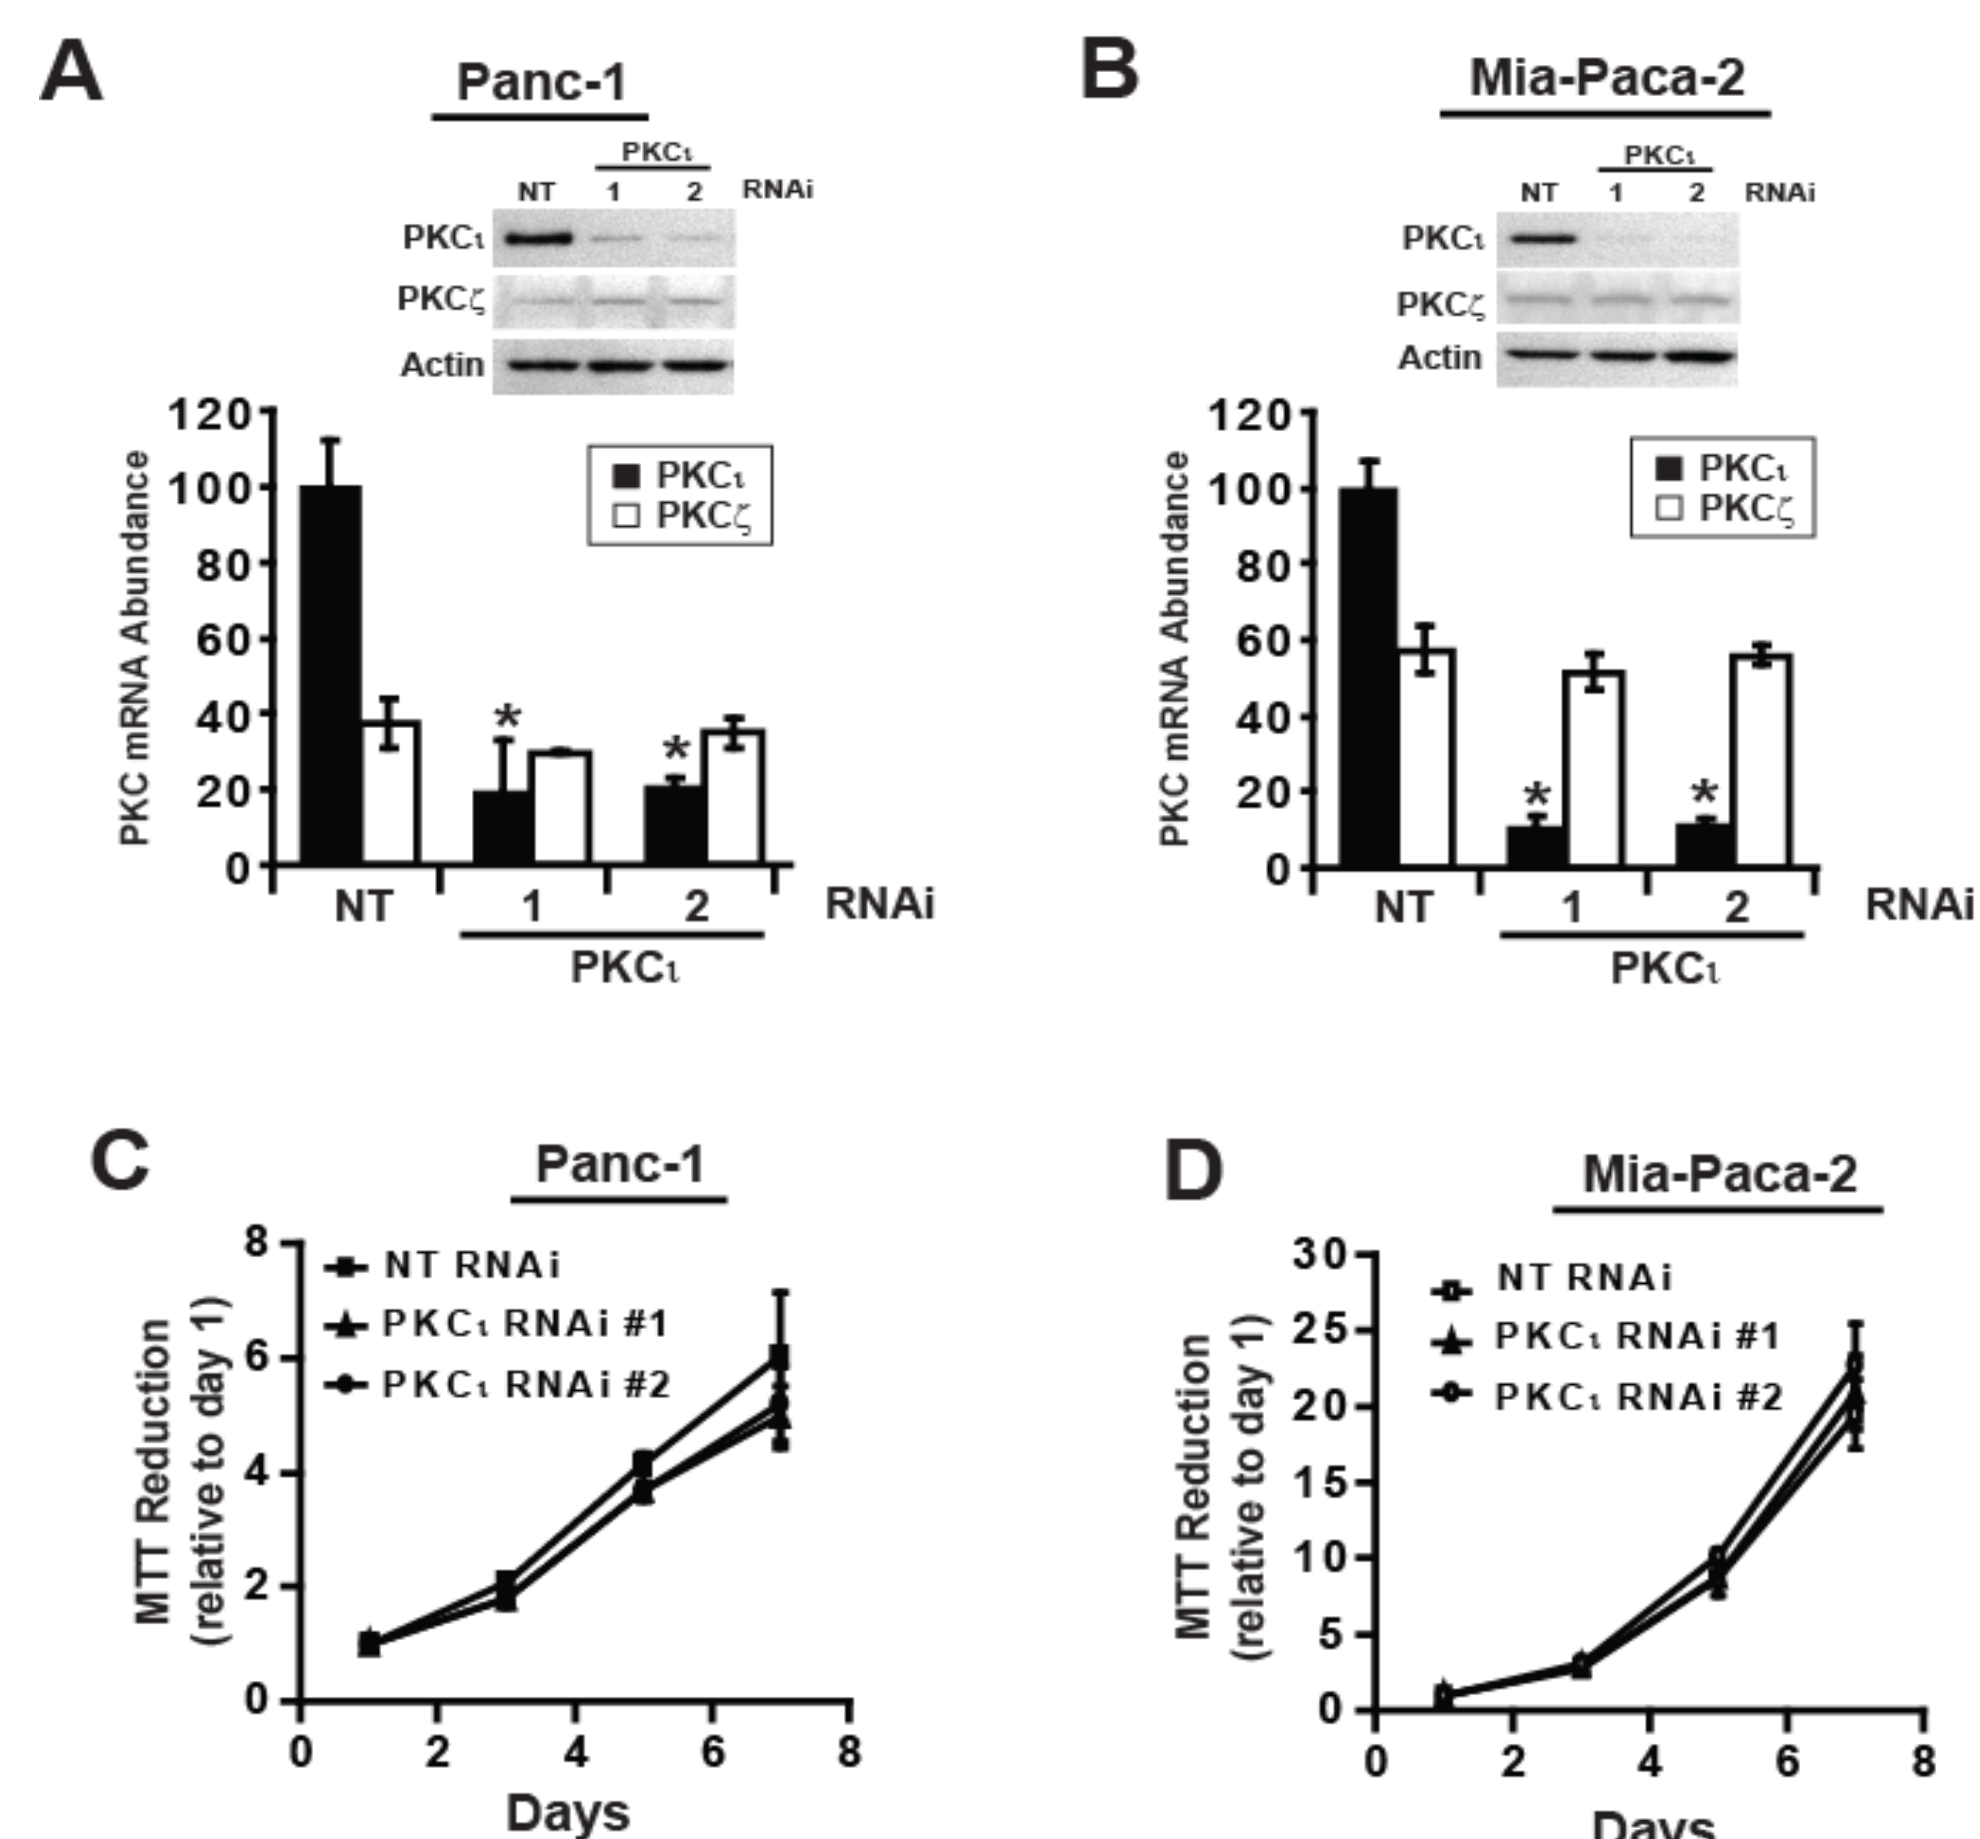 A
Panc-1
PKCι
NT 1 2 RNAi
PKCι
PKCζ
Actin
120
100
80
60
40
20
0
PKC mRNA Abundance
PKCι
PKCζ
*
*
NT 1 2 RNAi
PKCι
B
Mia-Paca-2
PKCι
NT 1 2 RNAi
PKCι
PKCζ
Actin
120
100
80
60
40
20
0
PKC mRNA Abundance
PKCι
PKCζ
*
*
NT 1 2 RNAi
PKCι
C
Panc-1
8
6
4
2
0
MTT Reduction
(relative to day 1)
NT RNAi
PKCι RNAi #1
PKCι RNAi #2
0 2 4 6 8
Days
D
Mia-Paca-2
30
25
20
15
10
5
0
MTT Reduction
(relative to day 1)
NT RNAi
PKCι RNAi #1
PKCι RNAi #2
0 2 4 6 8
Days